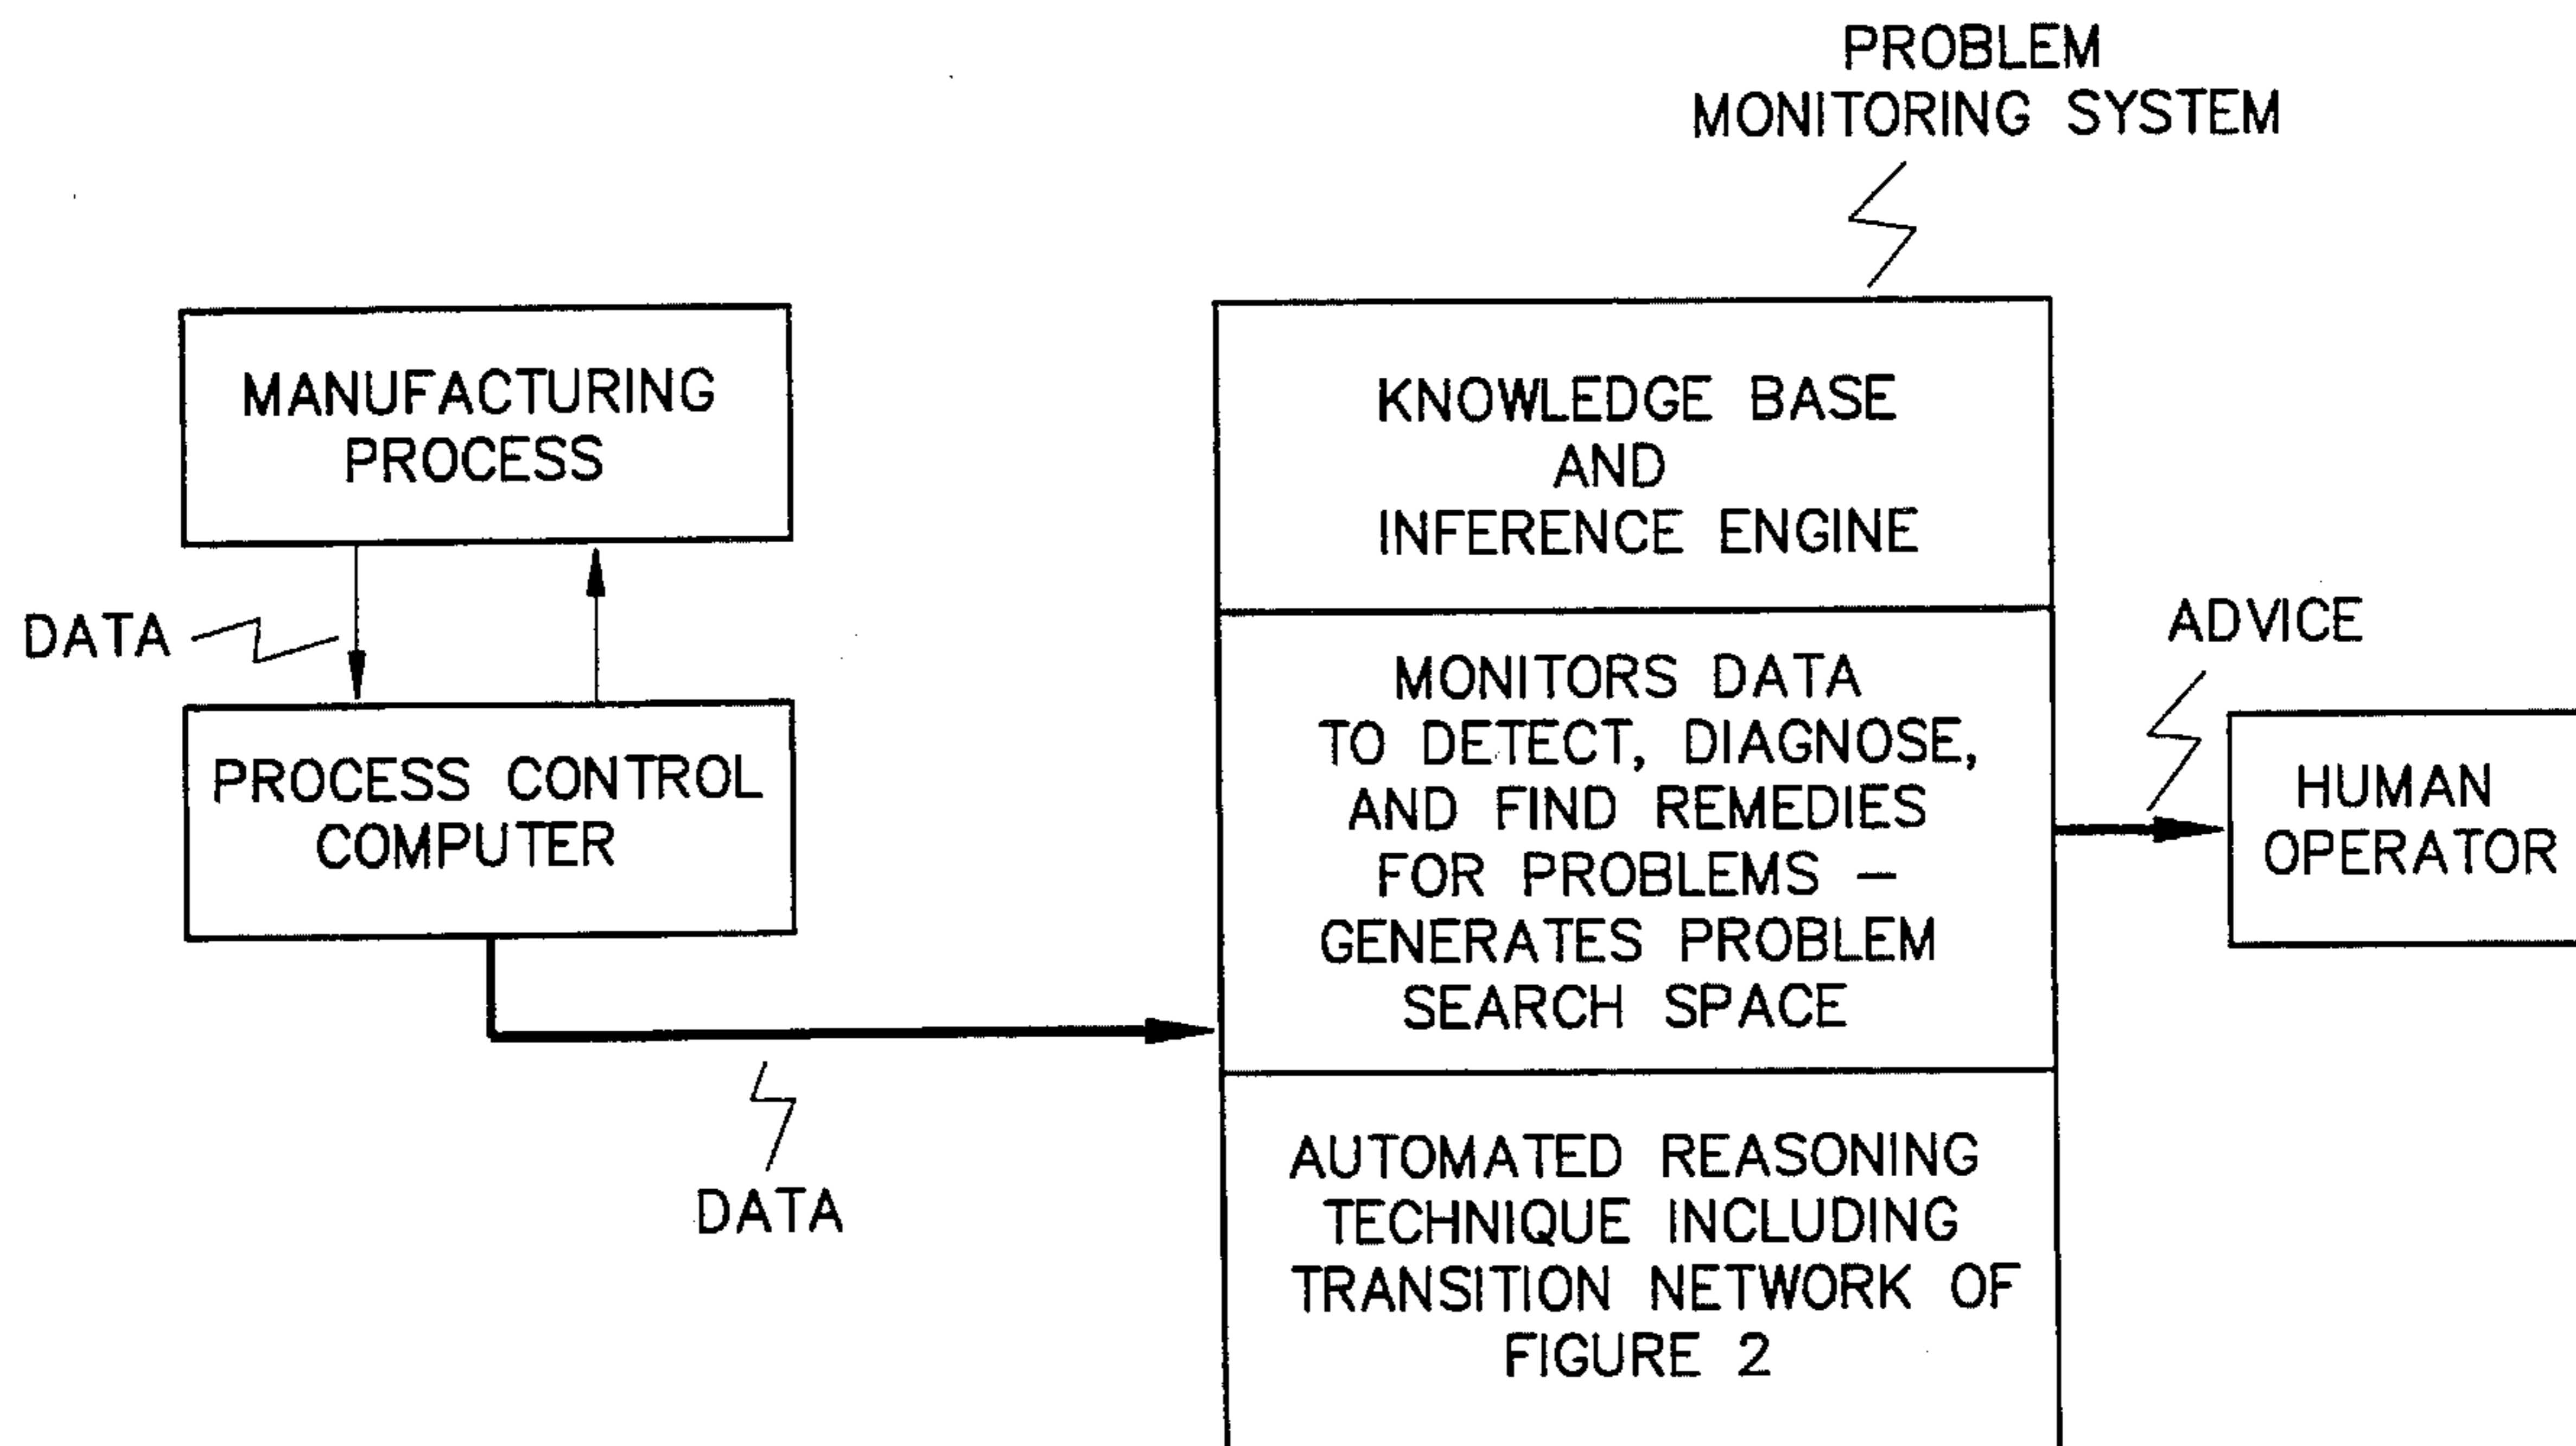 PROBLEM
MONITORING SYSTEM
MANUFACTURING
PROCESS
DATA
PROCESS CONTROL
COMPUTER
DATA
KNOWLEDGE BASE
AND
INFERENCE ENGINE
MONITORS DATA
TO DETECT, DIAGNOSE,
AND FIND REMEDIES
FOR PROBLEMS –
GENERATES PROBLEM
SEARCH SPACE
AUTOMATED REASONING
TECHNIQUE INCLUDING
TRANSITION NETWORK OF
FIGURE 2
ADVICE
HUMAN
OPERATOR